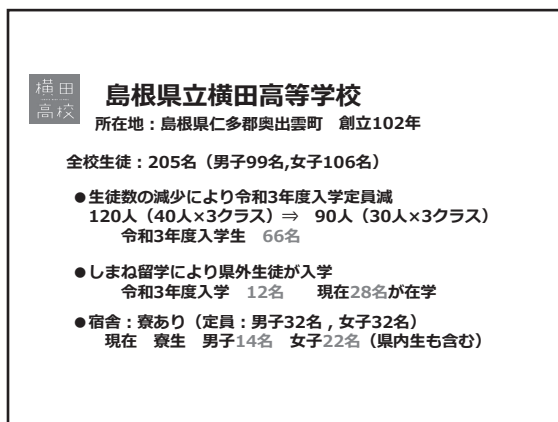 横田
高校
島根県立横田高等学校
所在地：島根県仁多郡奥出雲町　創立102年
全校生徒：205名（男子99名,女子106名）
●生徒数の減少により令和3年度入学定員減
120人（40人×3クラス）⇒　90人（30人×3クラス）
令和3年度入学生　66名
●しまね留学により県外生徒が入学
令和3年度入学　12名　　現在28名が在学
●宿舎：寮あり（定員：男子32名 , 女子32名）
現在　寮生　男子14名　女子22名（県内生も含む）